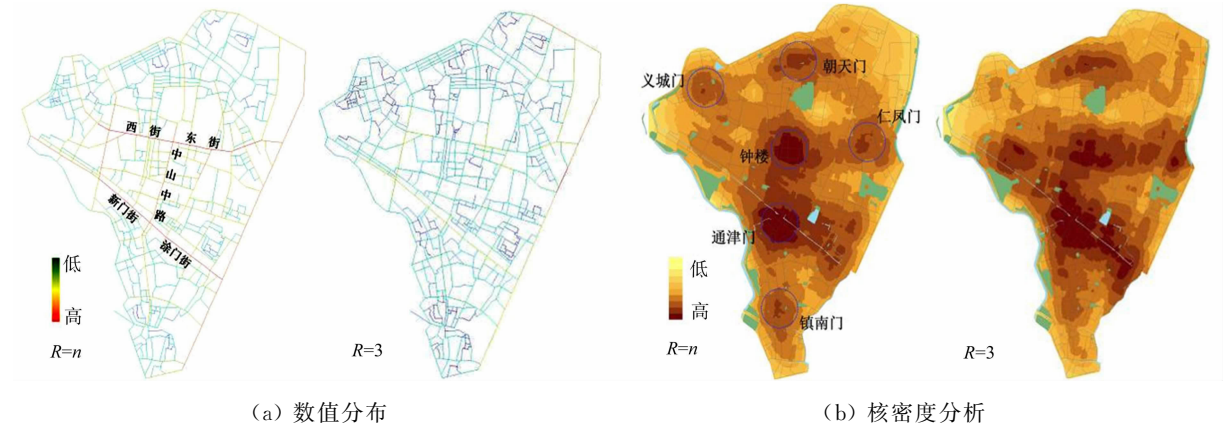 西街
东街
中山中路
新门街
涂门街
低
高
R=n
R=3
义城门
朝天门
仁凤门
钟楼
通津门
镇南门
低
高
R=n
R=3
(a) 数值分布
(b) 核密度分析